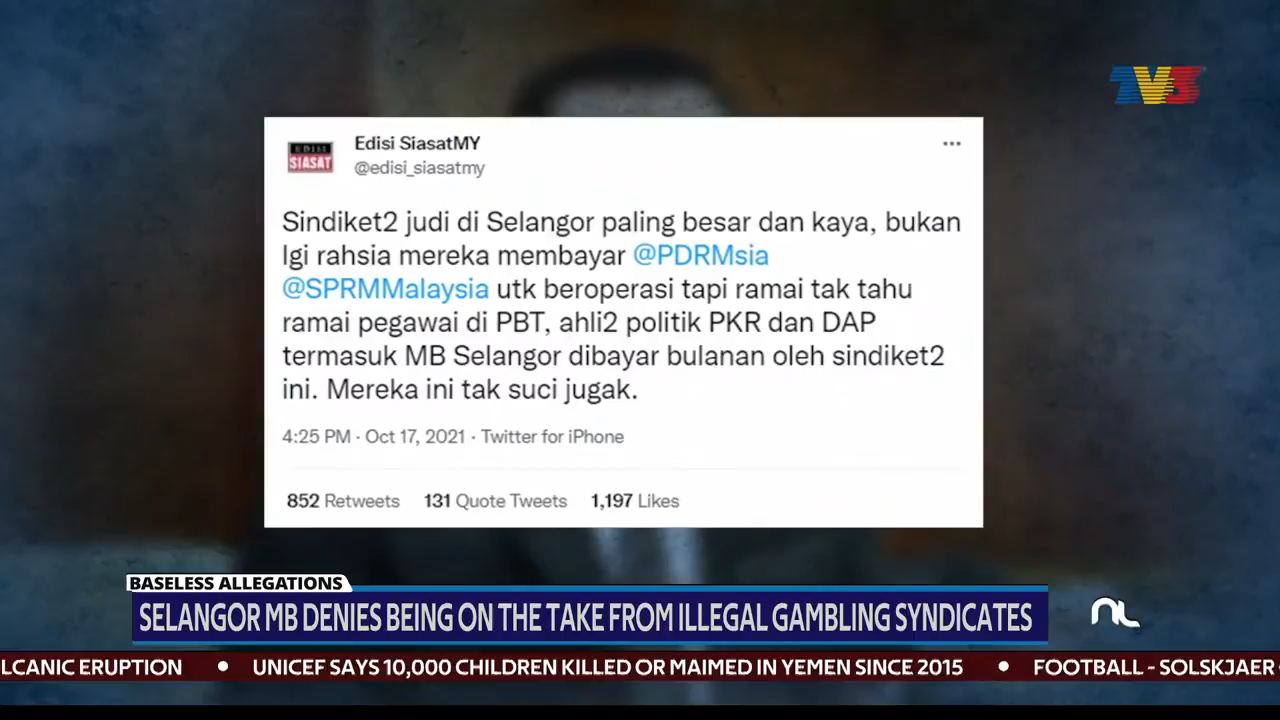 TV3
Edisi SiasatMY
EDISI
SIASAT
@edisi_siasatmy
Sindiket2 judi di Selangor paling besar dan kaya, bukan
lgi rahsia mereka membayar @PDRMsia
@SPRMMalaysia utk beroperasi tapi ramai tak tahu
ramai pegawai di PBT, ahli2 politik PKR dan DAP
termasuk MB Selangor dibayar bulanan oleh sindiket2
ini. Mereka ini tak suci jugak.
4:25 PM · Oct 17, 2021 · Twitter for iPhone
852 Retweets 131 Quote Tweets 1,197 Likes
BASELESS ALLEGATIONS
SELANGOR MB DENIES BEING ON THE TAKE FROM ILLEGAL GAMBLING SYNDICATES
NL
LCANIC ERUPTION • UNICEF SAYS 10,000 CHILDREN KILLED OR MAIMED IN YEMEN SINCE 2015 • FOOTBALL - SOLSKJAER